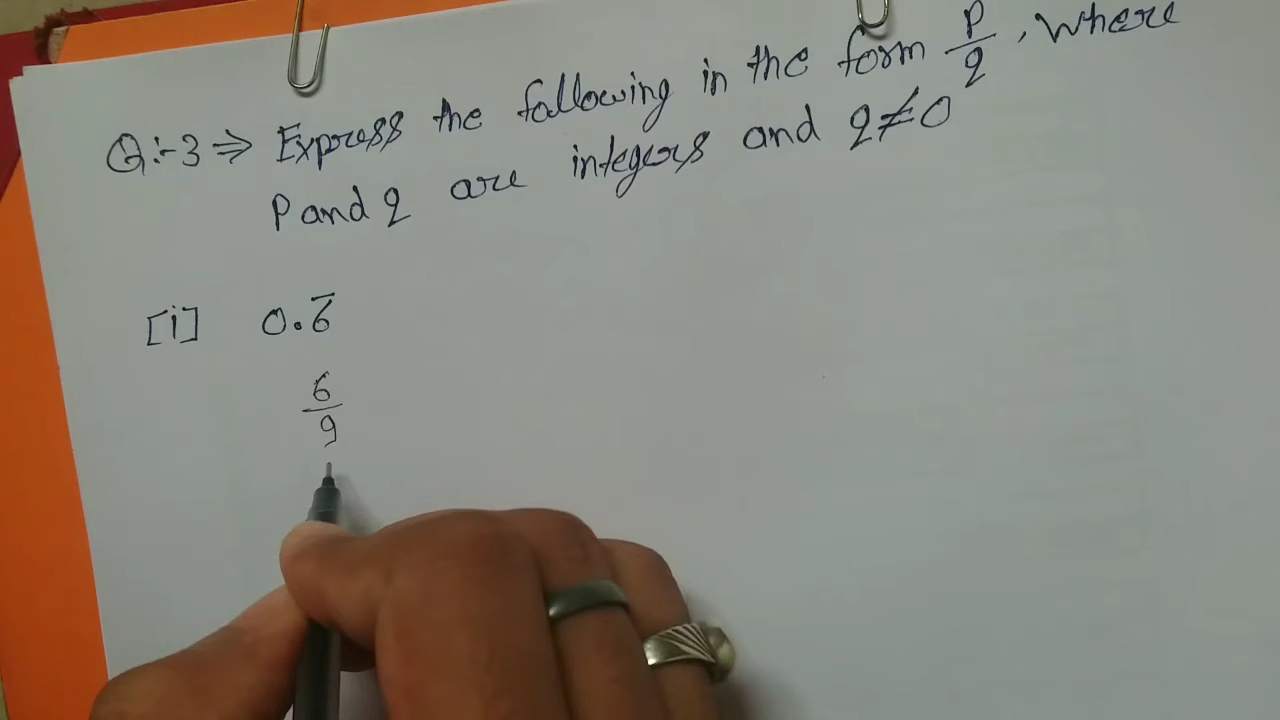 Q:-3⇒ Express the following in the form p/q, where
P and q are integers and q≠0
[i] 0.6̅
6/9